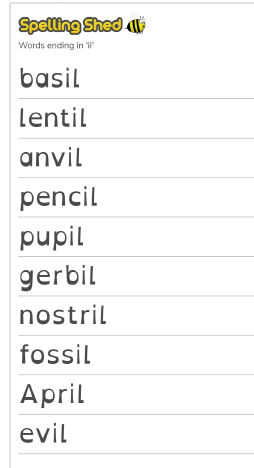 Spelling Shed
Words ending in 'il'
basil
lentil
anvil
pencil
pupil
gerbil
nostril
fossil
April
evil